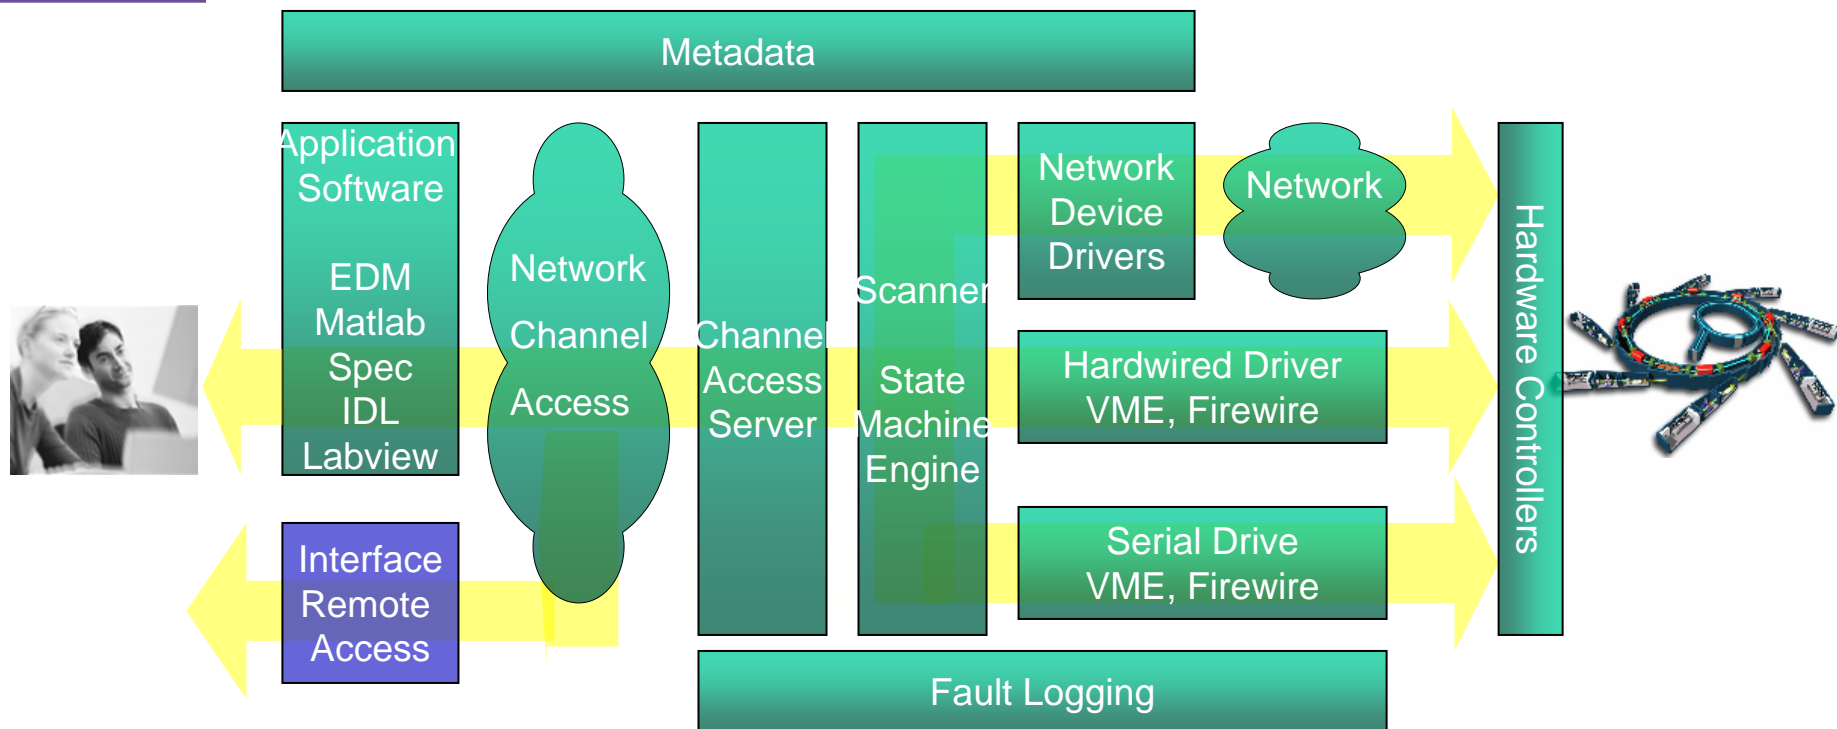 Metadata
Application
Software
EDM
Matlab
Spec
IDL
Labview
Network
Channel
Access
Channel
Access
Server
Scanner
State
Machine
Engine
Network
Device
Drivers
Network
Hardwired Driver
VME, Firewire
Serial Drive
VME, Firewire
Hardware Controllers
Interface
Remote
Access
Fault Logging